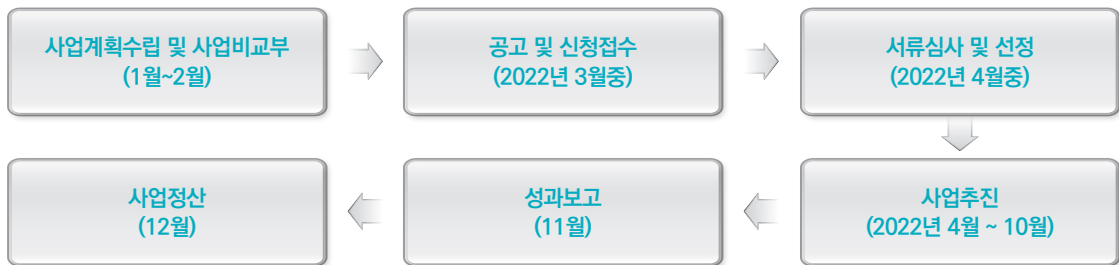 사업계획수립 및 사업비교부
(1월~2월)
공고 및 신청접수
(2022년 3월중)
서류심사 및 선정
(2022년 4월중)
사업추진
(2022년 4월 ~ 10월)
성과보고
(11월)
사업정산
(12월)